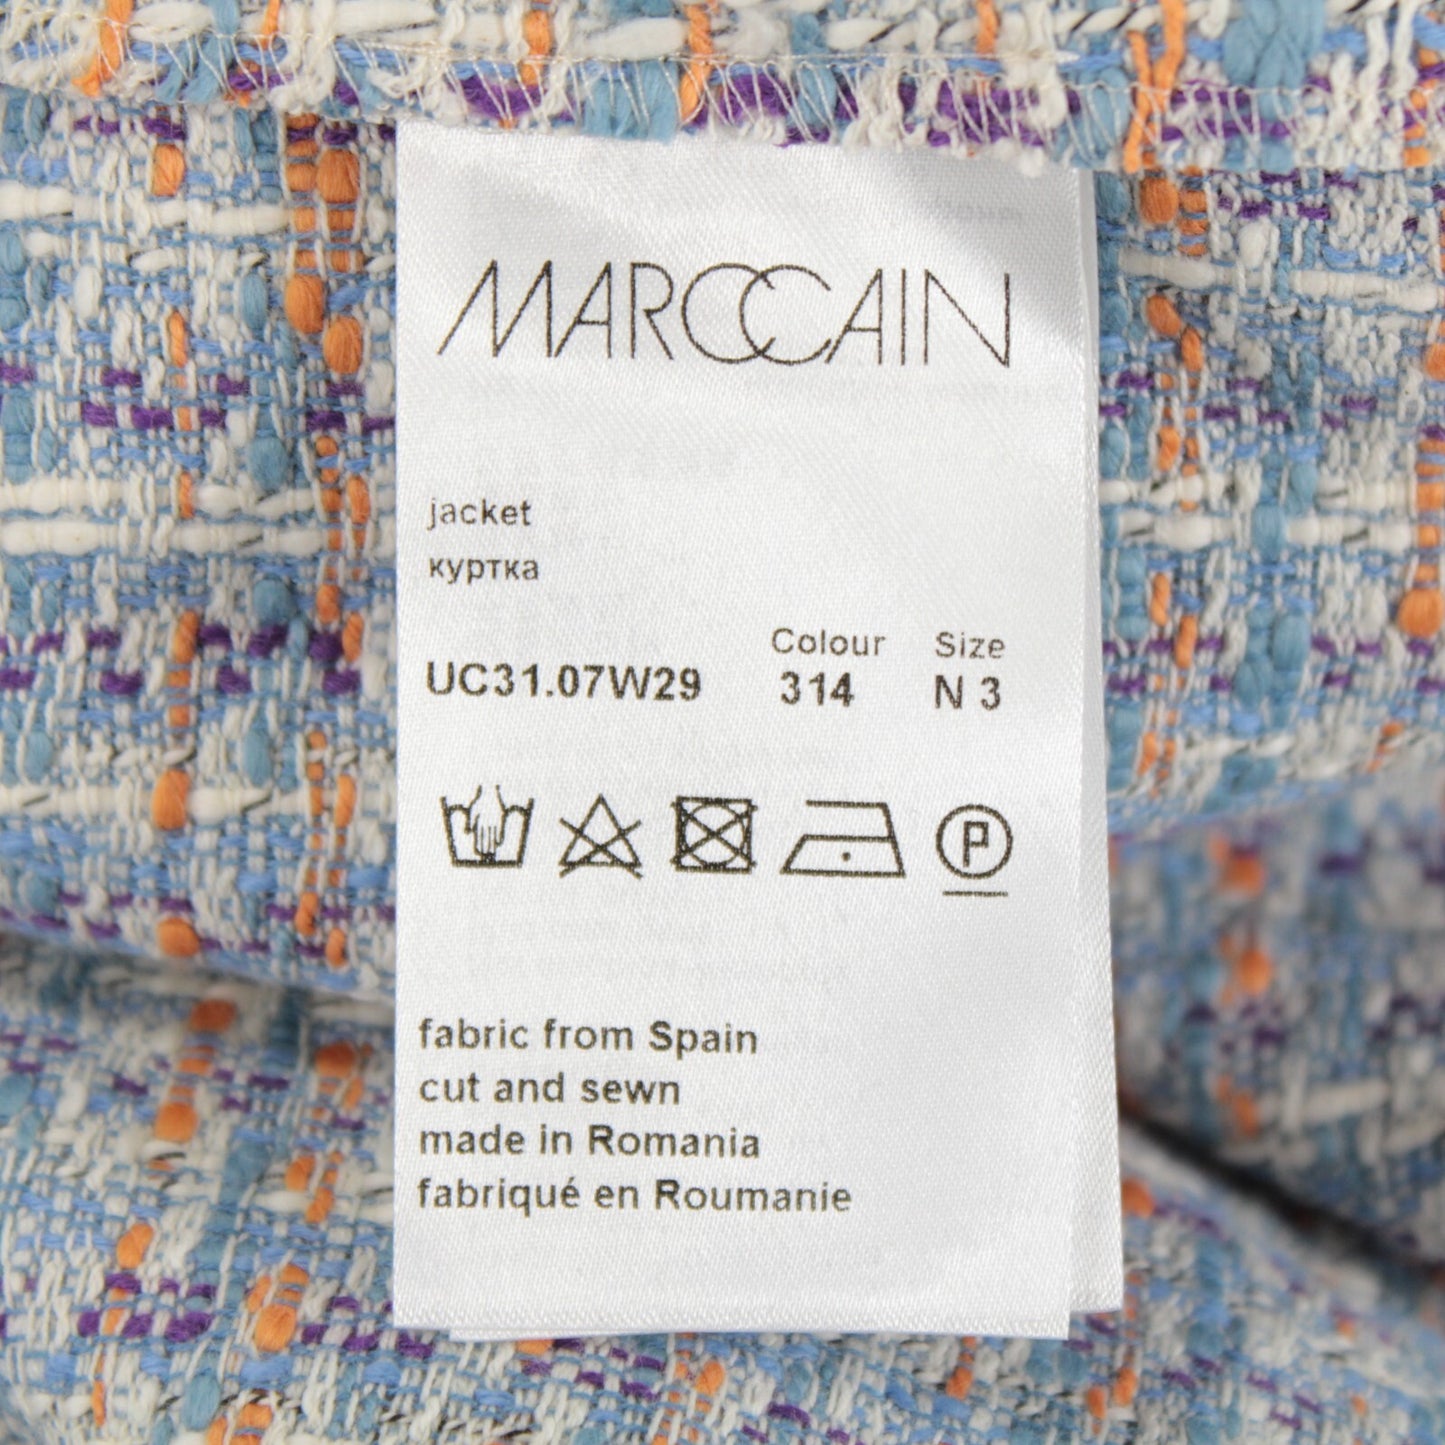 MARCCAIN
jacket
куртка
Colour Size
UC31.07W29 314 N 3
P
fabric from Spain
cut and sewn
made in Romania
fabriqué en Roumanie